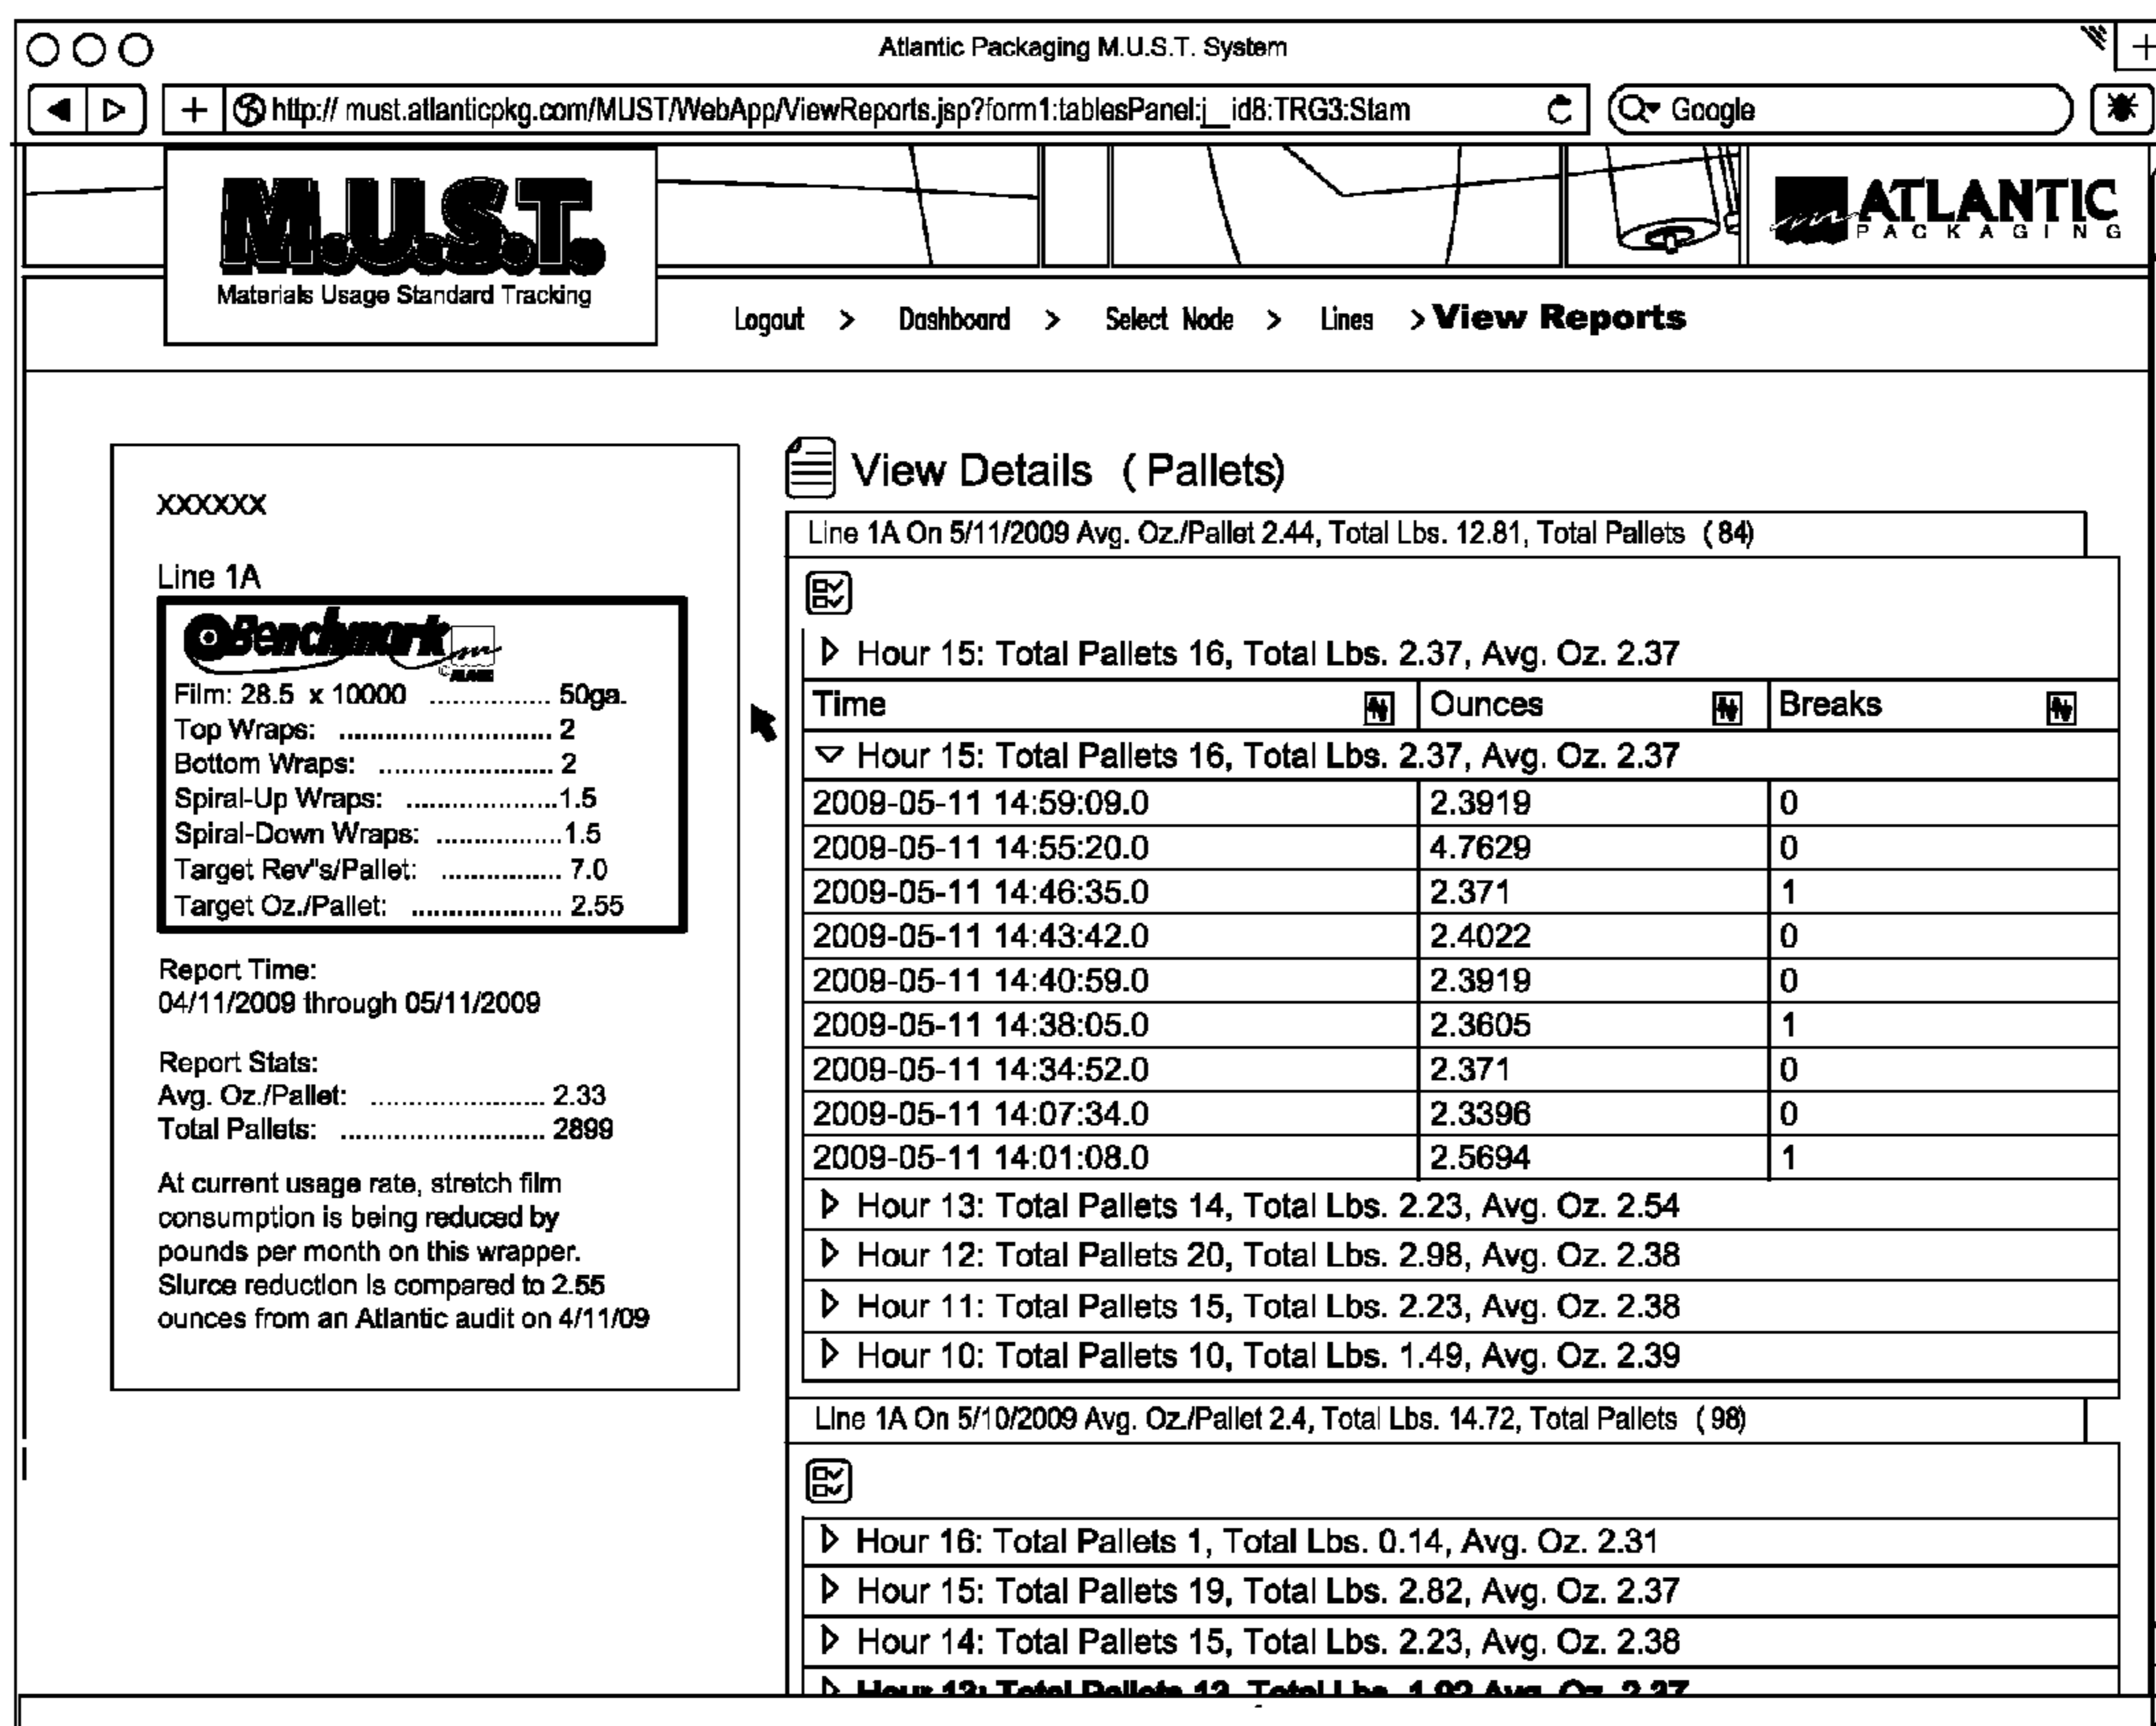 Atlantic Packaging M.U.S.T. System
+
+ http:// must.atlanticpkg.com/MUST/WebApp/ViewReports.jsp?form1:tablesPanel:j__id8:TRG3:Stam
Google
M.U.S.T.
Materials Usage Standard Tracking
ATLANTIC
PACKAGING
Logout > Dashboard > Select Node > Lines > View Reports
XXXXXX
Line 1A
Benchmark
Film: 28.5 x 10000 ............... 50ga.
Top Wraps: ........................... 2
Bottom Wraps: ...................... 2
Spiral-Up Wraps: ...................1.5
Spiral-Down Wraps: ................1.5
Target Rev"s/Pallet: ................ 7.0
Target Oz./Pallet: .................... 2.55
Report Time:
04/11/2009 through 05/11/2009
Report Stats:
Avg. Oz./Pallet: ...................... 2.33
Total Pallets: .......................... 2899
At current usage rate, stretch film
consumption is being reduced by
pounds per month on this wrapper.
Slurce reduction is compared to 2.55
ounces from an Atlantic audit on 4/11/09
View Details ( Pallets)
Line 1A On 5/11/2009 Avg. Oz./Pallet 2.44, Total Lbs. 12.81, Total Pallets ( 84)
Hour 15: Total Pallets 16, Total Lbs. 2.37, Avg. Oz. 2.37
Time Ounces Breaks
Hour 15: Total Pallets 16, Total Lbs. 2.37, Avg. Oz. 2.37
2009-05-11 14:59:09.0 2.3919 0
2009-05-11 14:55:20.0 4.7629 0
2009-05-11 14:46:35.0 2.371 1
2009-05-11 14:43:42.0 2.4022 0
2009-05-11 14:40:59.0 2.3919 0
2009-05-11 14:38:05.0 2.3605 1
2009-05-11 14:34:52.0 2.371 0
2009-05-11 14:07:34.0 2.3396 0
2009-05-11 14:01:08.0 2.5694 1
Hour 13: Total Pallets 14, Total Lbs. 2.23, Avg. Oz. 2.54
Hour 12: Total Pallets 20, Total Lbs. 2.98, Avg. Oz. 2.38
Hour 11: Total Pallets 15, Total Lbs. 2.23, Avg. Oz. 2.38
Hour 10: Total Pallets 10, Total Lbs. 1.49, Avg. Oz. 2.39
Line 1A On 5/10/2009 Avg. Oz./Pallet 2.4, Total Lbs. 14.72, Total Pallets ( 98)
Hour 16: Total Pallets 1, Total Lbs. 0.14, Avg. Oz. 2.31
Hour 15: Total Pallets 19, Total Lbs. 2.82, Avg. Oz. 2.37
Hour 14: Total Pallets 15, Total Lbs. 2.23, Avg. Oz. 2.38
Total Pallets Total Lbs. Avg. Oz. 2.37